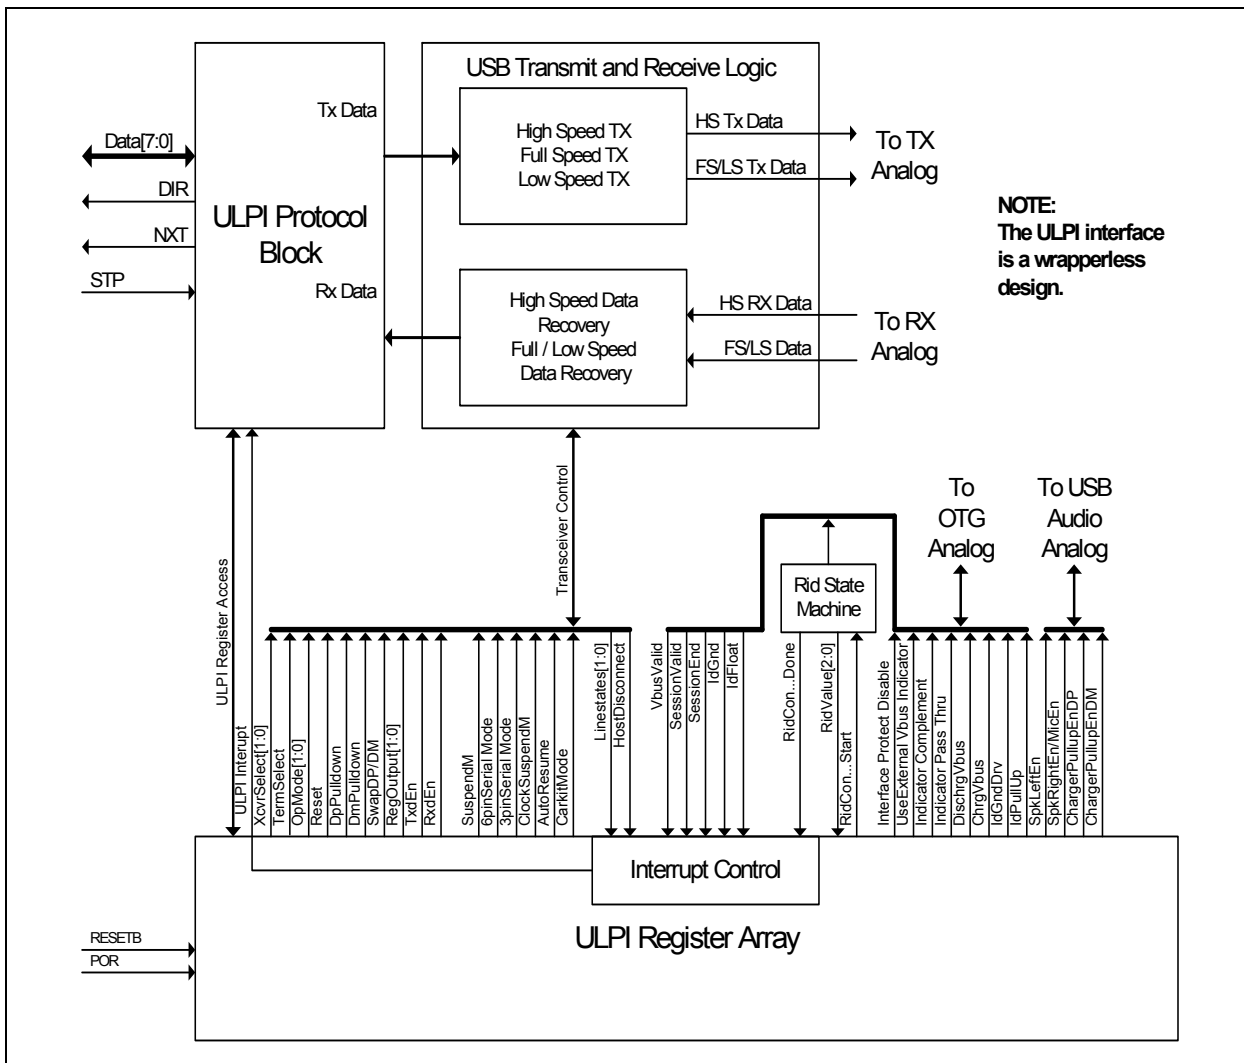 USB Transmit and Receive Logic
Tx Data
High Speed TX
Full Speed TX
Low Speed TX
HS Tx Data
FS/LS Tx Data
To TX
Analog
Data[7:0]
DIR
NXT
STP
ULPI Protocol
Block
NOTE:
The ULPI interface
is a wrapperless
design.
Rx Data
High Speed Data
Recovery
Full / Low Speed
Data Recovery
HS RX Data
FS/LS Data
To RX
Analog
ULPI Register Access
ULPI Interupt
Transceiver Control
To
OTG
Analog
To USB
Audio
Analog
Rid State
Machine
XcvrSelect[1:0]
TermSelect
OpMode[1:0]
Reset
DpPulldown
DmPulldown
SwapDP/DM
RegOutput[1:0]
TxdEn
RxdEn
SuspendM
6pinSerial Mode
3pinSerial Mode
ClockSuspendM
AutoResume
CarkitMode
Linestates[1:0]
HostDisconnect
VbusValid
SessionValid
SessionEnd
IdGnd
IdFloat
RidCon...Done
RidValue[2:0]
RidCon...Start
Interface Protect Disable
UseExternal Vbus Indicator
Indicator Complement
Indicator Pass Thru
DischrgVbus
ChrgVbus
IdGndDrv
IdPullUp
SpkLeftEn
SpkRightEn/MicEn
ChargerPullupEnDP
ChargerPullupEnDM
Interrupt Control
ULPI Register Array
RESETB
POR